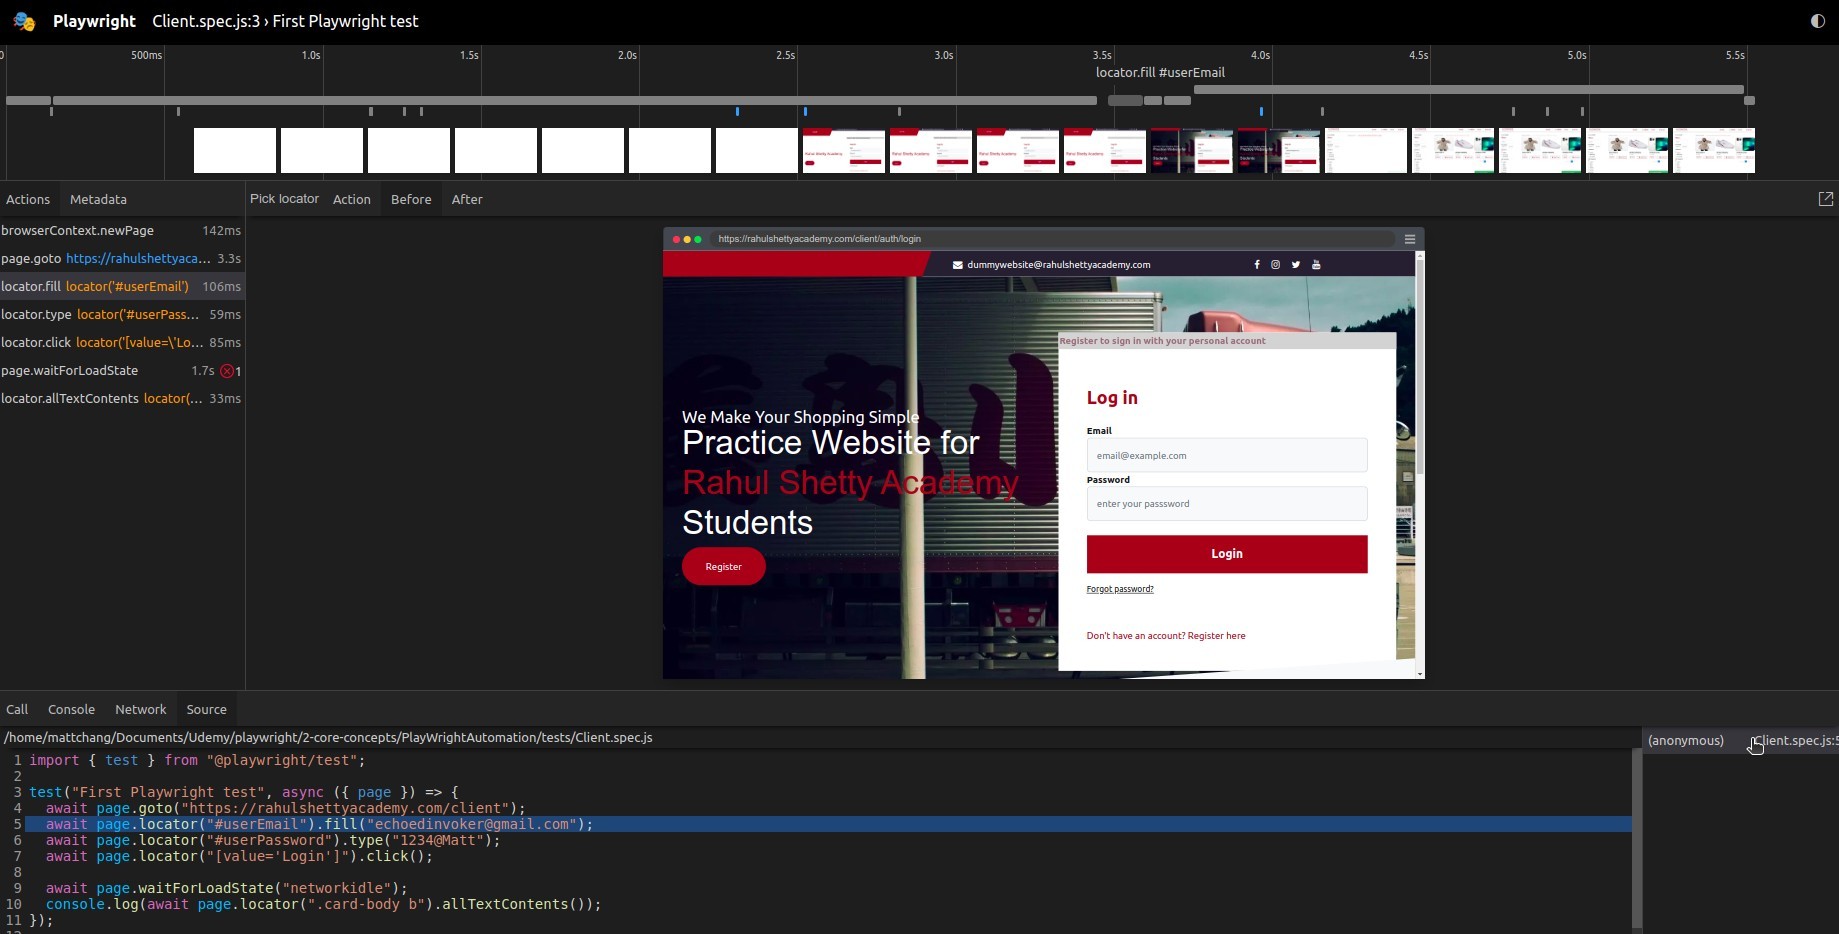 Playwright Client.spec.js:3 › First Playwright test
0 500ms 1.0s 1.5s 2.0s 2.5s 3.0s 3.5s 4.0s 4.5s 5.0s 5.5s
locator.fill #userEmail
Actions Metadata
browserContext.newPage 142ms
page.goto https://rahulshettyaca… 3.3s
locator.fill locator('#userEmail') 106ms
locator.type locator('#userPass… 59ms
locator.click locator('[value=\'Lo… 85ms
page.waitForLoadState 1.7s 1
locator.allTextContents locator(… 33ms
Pick locator Action Before After
https://rahulshettyacademy.com/client/auth/login
dummywebsite@rahulshettyacademy.com
We Make Your Shopping Simple
Practice Website for
Rahul Shetty Academy
Students
Register
Register to sign in with your personal account
Log in
Email
email@example.com
Password
enter your passsword
Login
Forgot password?
Don't have an account? Register here
Call Console Network Source
/home/mattchang/Documents/Udemy/playwright/2-core-concepts/PlayWrightAutomation/tests/Client.spec.js
(anonymous) Client.spec.js:5
1 import { test } from "@playwright/test";
2
3 test("First Playwright test", async ({ page }) => {
4 await page.goto("https://rahulshettyacademy.com/client");
5 await page.locator("#userEmail").fill("echoedinvoker@gmail.com");
6 await page.locator("#userPassword").type("1234@Matt");
7 await page.locator("[value='Login']").click();
8
9 await page.waitForLoadState("networkidle");
10 console.log(await page.locator(".card-body b").allTextContents());
11 });